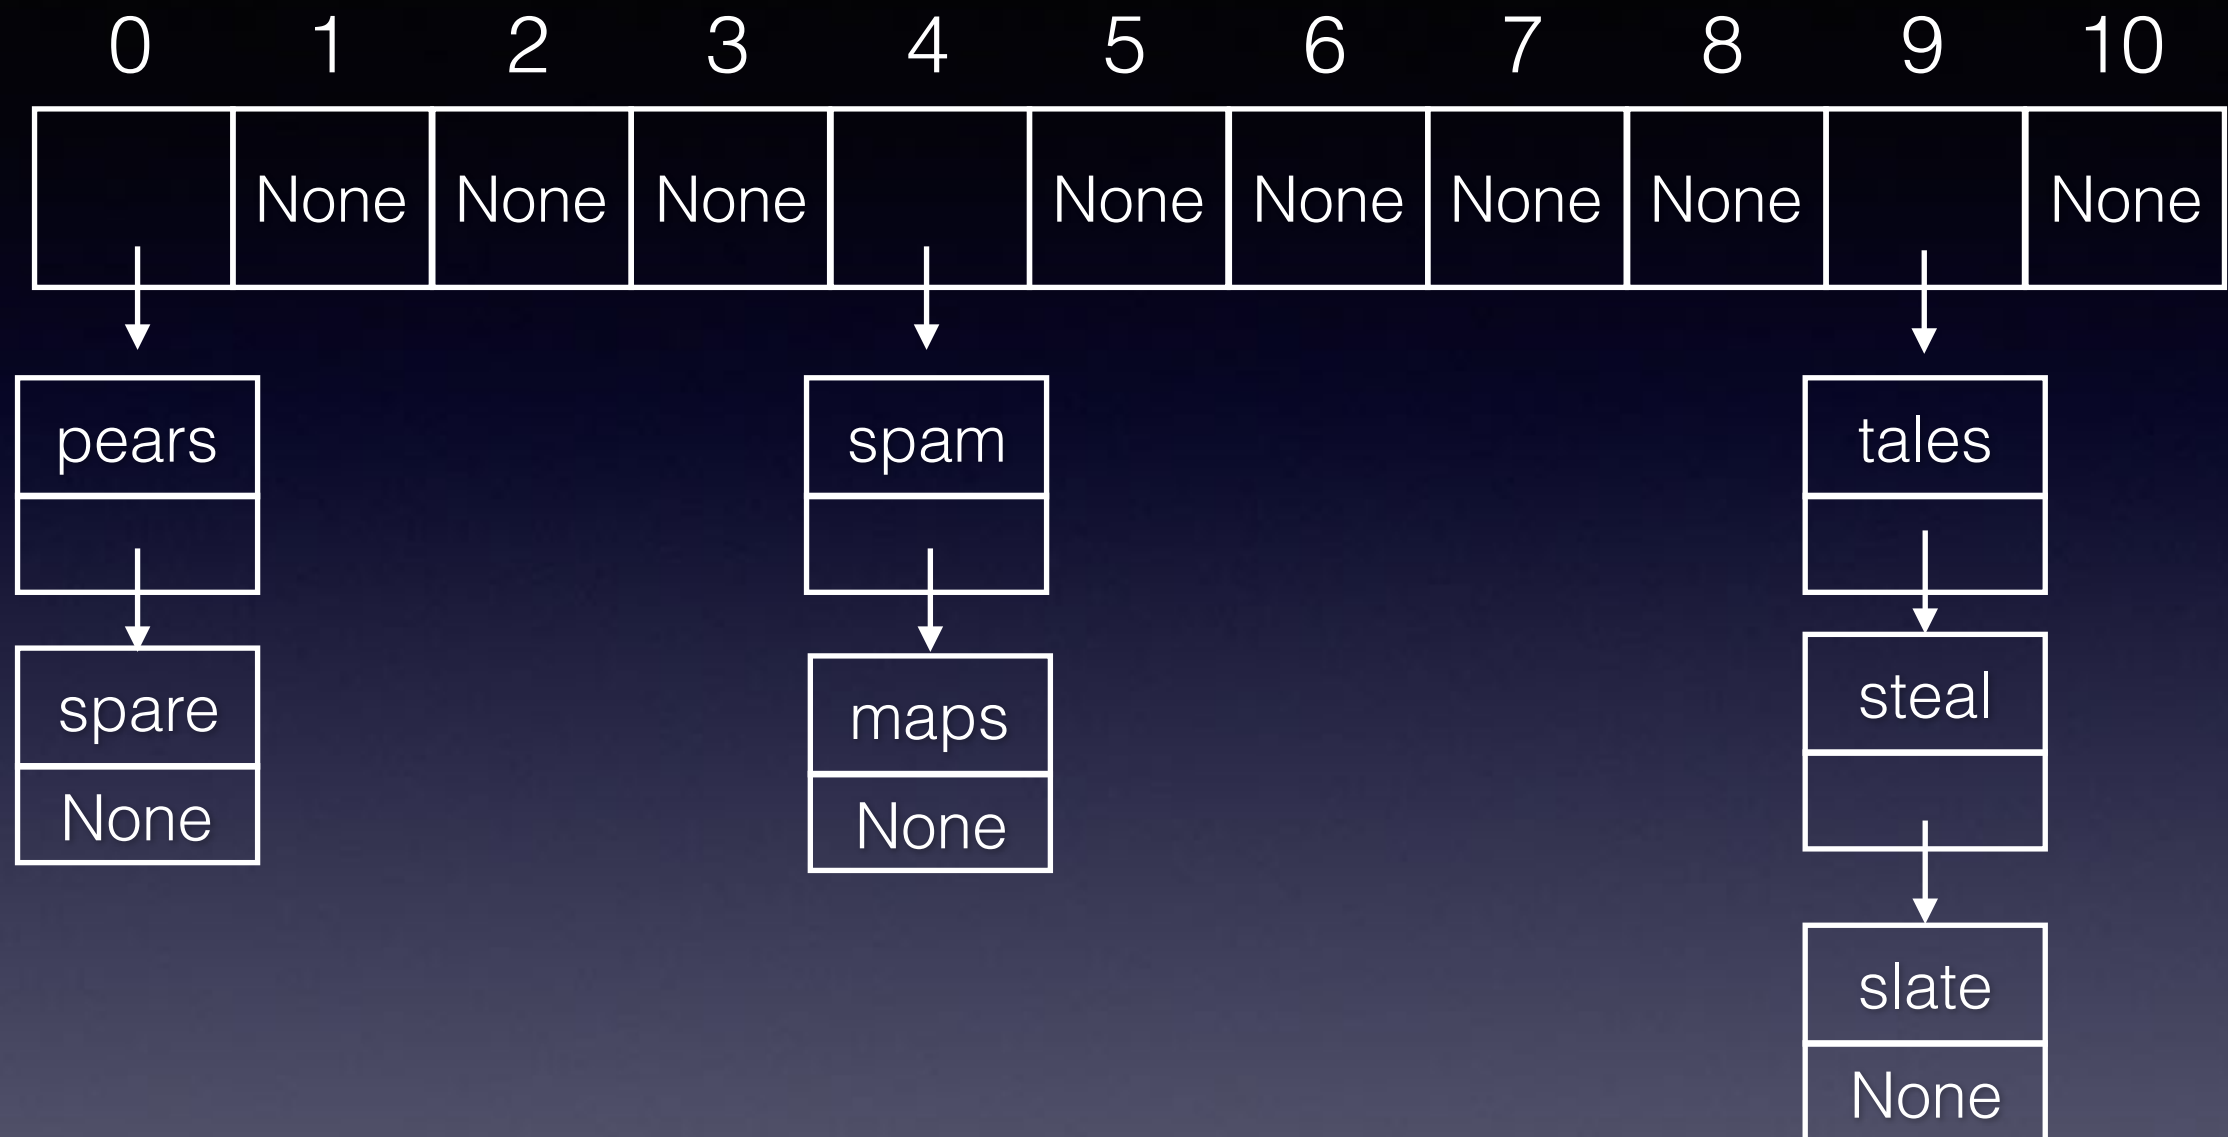 0 1 2 3 4 5 6 7 8 9 10
None None None None None None None None
pears spam tales
spare maps steal
None None
slate
None